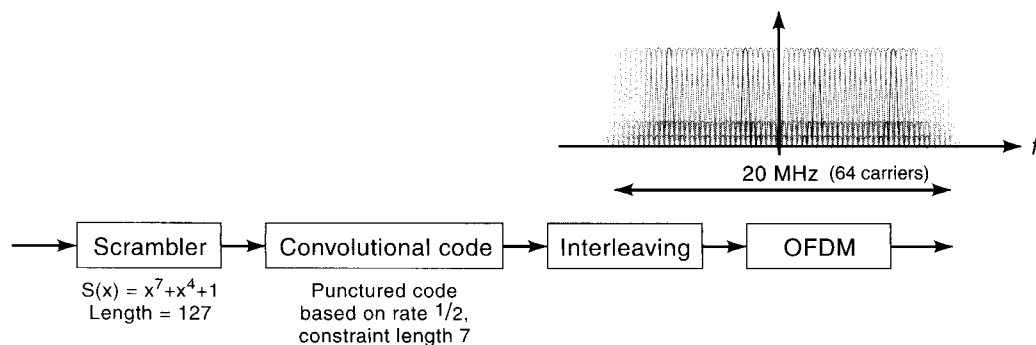 f
20 MHz (64 carriers)
Scrambler
Convolutional code
Interleaving
OFDM
S(x) = x⁷+x⁴+1
Length = 127
Punctured code
based on rate 1/2,
constraint length 7